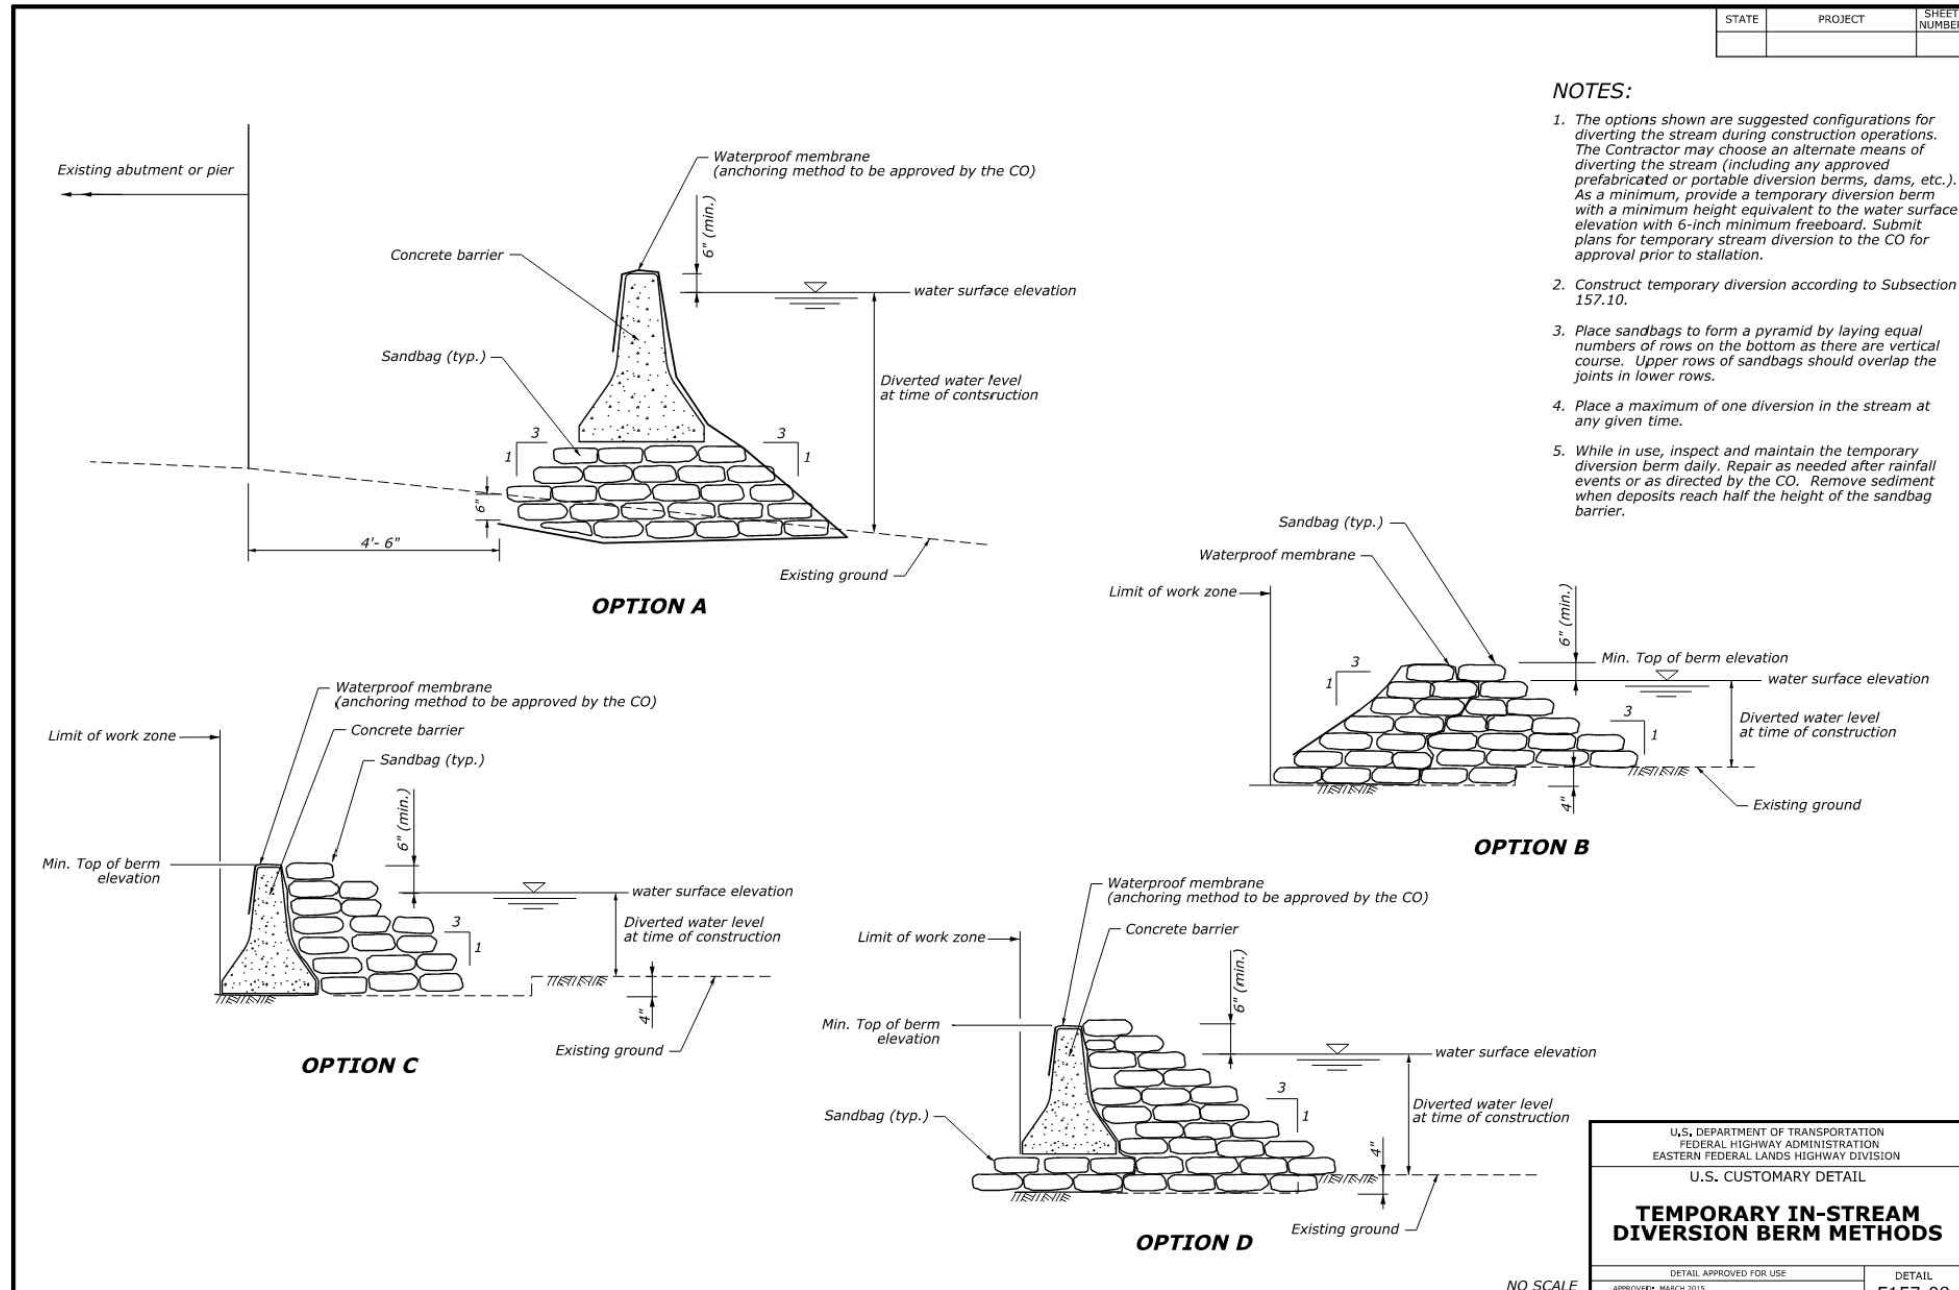 STATE
PROJECT
SHEET
NUMBER
NOTES:
1. The options shown are suggested configurations for
diverting the stream during construction operations.
The Contractor may choose an alternate means of
diverting the stream (including any approved
prefabricated or portable diversion berms, dams, etc.).
As a minimum, provide a temporary diversion berm
with a minimum height equivalent to the water surface
elevation with 6-inch minimum freeboard. Submit
plans for temporary stream diversion to the CO for
approval prior to stallation.
2. Construct temporary diversion according to Subsection
157.10.
3. Place sandbags to form a pyramid by laying equal
numbers of rows on the bottom as there are vertical
course. Upper rows of sandbags should overlap the
joints in lower rows.
4. Place a maximum of one diversion in the stream at
any given time.
5. While in use, inspect and maintain the temporary
diversion berm daily. Repair as needed after rainfall
events or as directed by the CO. Remove sediment
when deposits reach half the height of the sandbag
barrier.
Existing abutment or pier
Waterproof membrane
(anchoring method to be approved by the CO)
6" (min.)
Concrete barrier
water surface elevation
Sandbag (typ.)
Diverted water level
at time of contsruction
3
1
3
1
6"
4'- 6"
Existing ground
OPTION A
Sandbag (typ.)
Waterproof membrane
Limit of work zone
6" (min.)
Min. Top of berm elevation
water surface elevation
3
1
3
1
Diverted water level
at time of construction
4"
Existing ground
OPTION B
Waterproof membrane
(anchoring method to be approved by the CO)
Limit of work zone
Concrete barrier
Sandbag (typ.)
6" (min.)
Min. Top of berm
elevation
water surface elevation
3
1
Diverted water level
at time of construction
4"
Existing ground
OPTION C
Waterproof membrane
(anchoring method to be approved by the CO)
Limit of work zone
Concrete barrier
6" (min.)
Min. Top of berm
elevation
water surface elevation
3
1
Sandbag (typ.)
Diverted water level
at time of construction
4"
Existing ground
OPTION D
NO SCALE
U.S. DEPARTMENT OF TRANSPORTATION
FEDERAL HIGHWAY ADMINISTRATION
EASTERN FEDERAL LANDS HIGHWAY DIVISION
U.S. CUSTOMARY DETAIL
TEMPORARY IN-STREAM
DIVERSION BERM METHODS
DETAIL APPROVED FOR USE
APPROVED: MARCH 2015
DETAIL